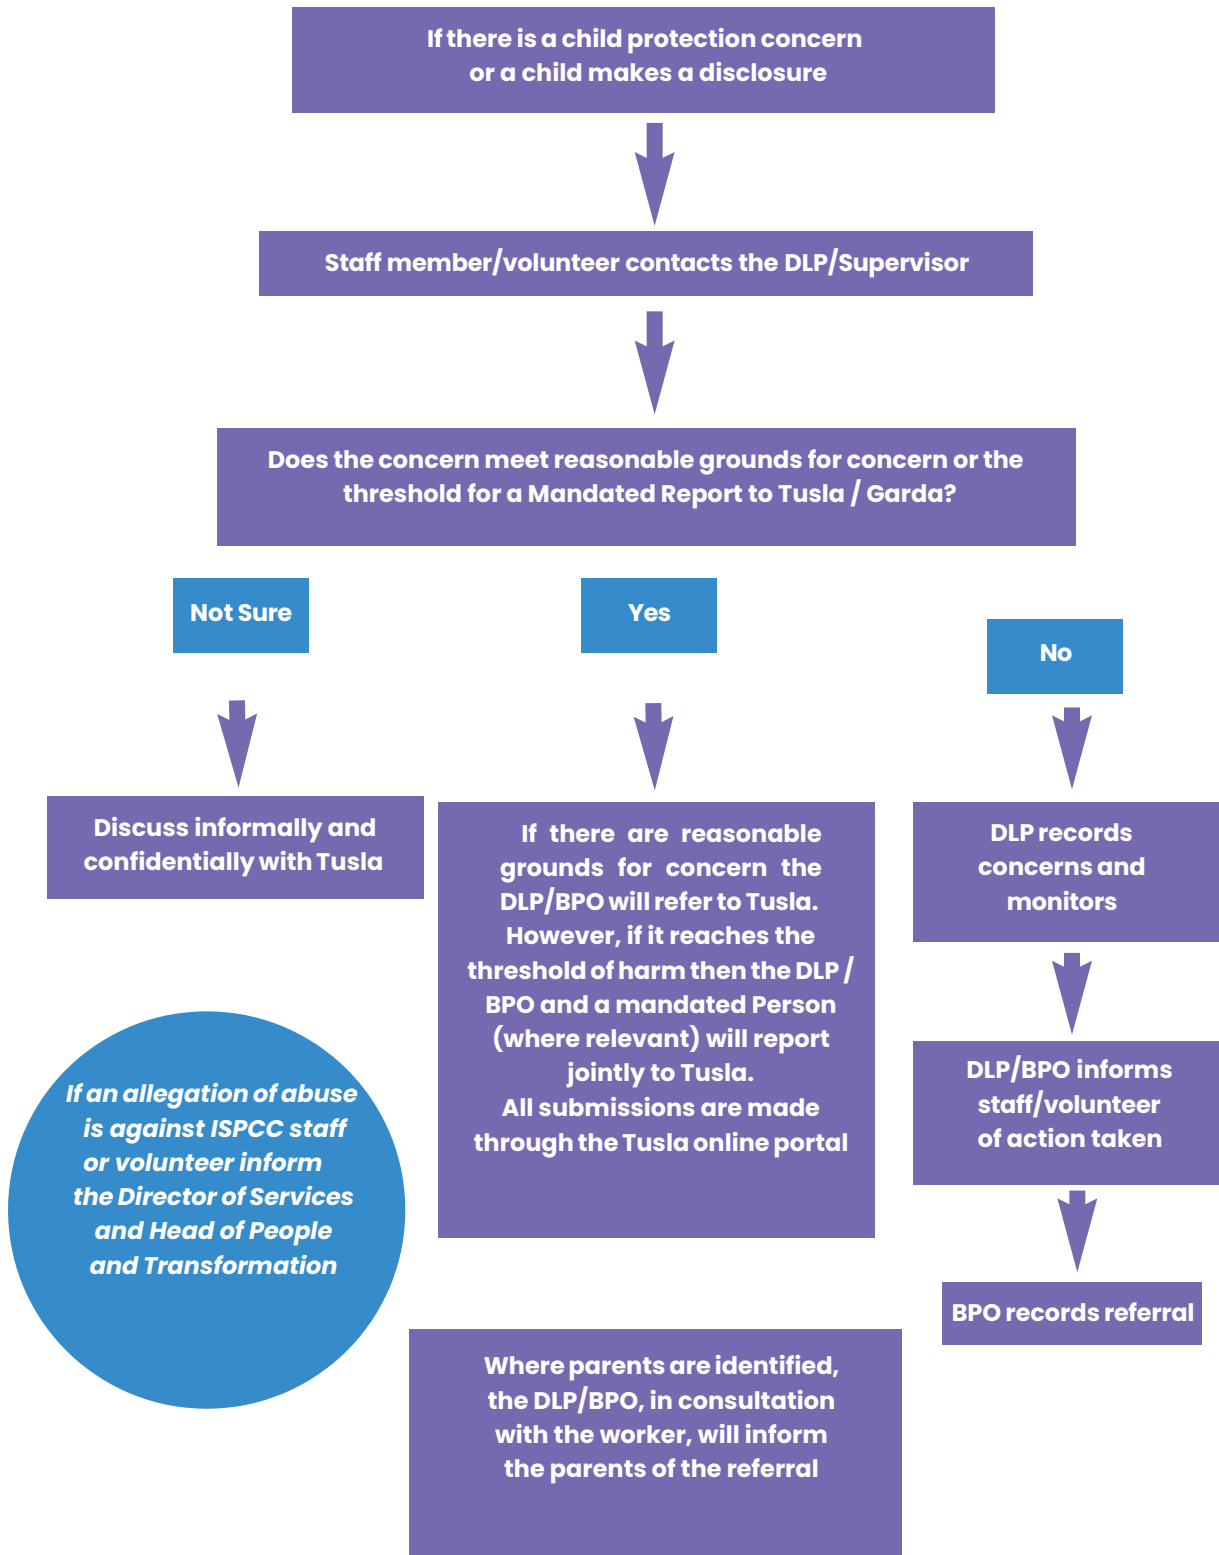 If there is a child protection concern
or a child makes a disclosure
Staff member/volunteer contacts the DLP/Supervisor
Does the concern meet reasonable grounds for concern or the
threshold for a Mandated Report to Tusla / Garda?
Not Sure
Yes
No
Discuss informally and
confidentially with Tusla
If there are reasonable
grounds for concern the
DLP/BPO will refer to Tusla.
However, if it reaches the
threshold of harm then the DLP /
BPO and a mandated Person
(where relevant) will report
jointly to Tusla.
All submissions are made
through the Tusla online portal
DLP records
concerns and
monitors
DLP/BPO informs
staff/volunteer
of action taken
BPO records referral
If an allegation of abuse
is against ISPCC staff
or volunteer inform
the Director of Services
and Head of People
and Transformation
Where parents are identified,
the DLP/BPO, in consultation
with the worker, will inform
the parents of the referral